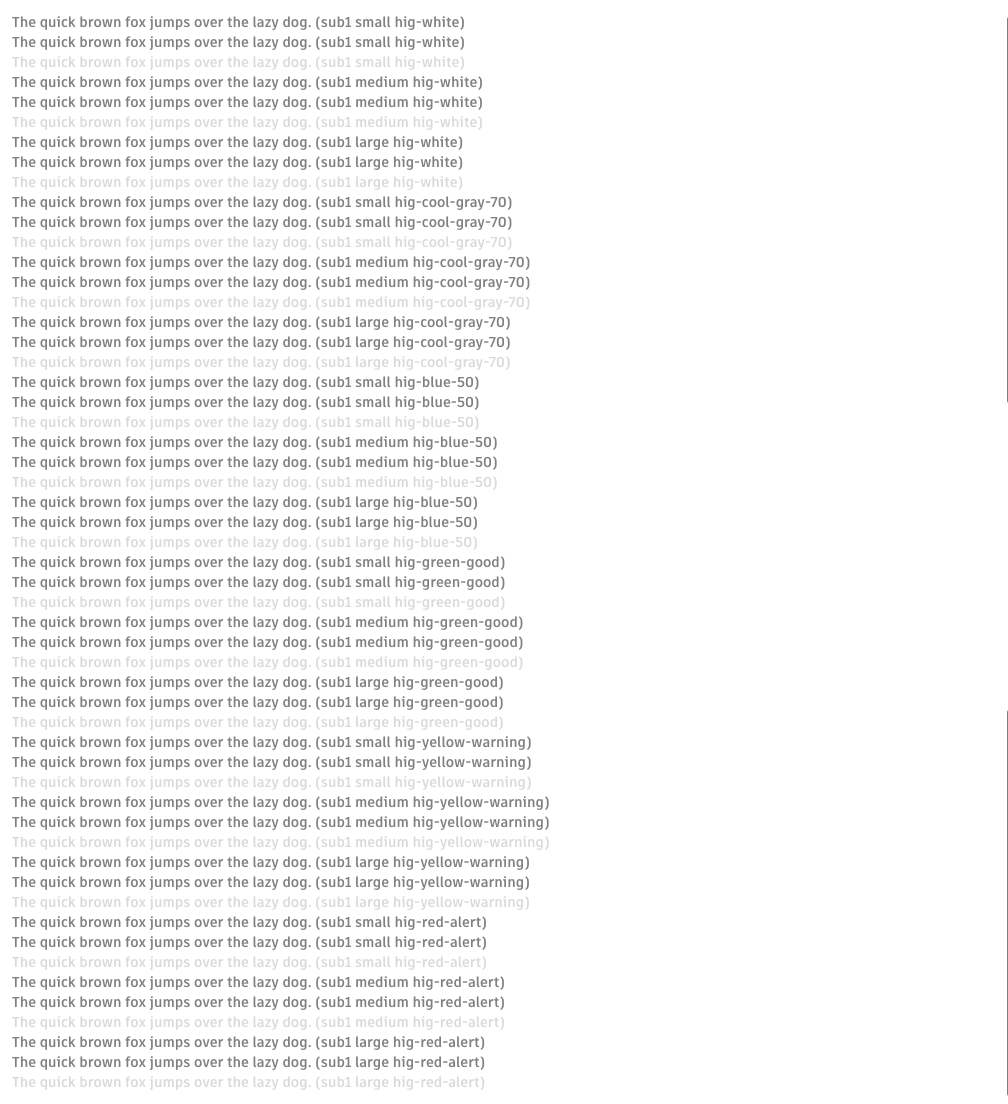 The quick brown fox jumps over the lazy dog. (sub1 small hig-white)
The quick brown fox jumps over the lazy dog. (sub1 small hig-white)
The quick brown fox jumps over the lazy dog. (sub1 small hig-white)
The quick brown fox jumps over the lazy dog. (sub1 medium hig-white)
The quick brown fox jumps over the lazy dog. (sub1 medium hig-white)
The quick brown fox jumps over the lazy dog. (sub1 medium hig-white)
The quick brown fox jumps over the lazy dog. (sub1 large hig-white)
The quick brown fox jumps over the lazy dog. (sub1 large hig-white)
The quick brown fox jumps over the lazy dog. (sub1 large hig-white)
The quick brown fox jumps over the lazy dog. (sub1 small hig-cool-gray-70)
The quick brown fox jumps over the lazy dog. (sub1 small hig-cool-gray-70)
The quick brown fox jumps over the lazy dog. (sub1 small hig-cool-gray-70)
The quick brown fox jumps over the lazy dog. (sub1 medium hig-cool-gray-70)
The quick brown fox jumps over the lazy dog. (sub1 medium hig-cool-gray-70)
The quick brown fox jumps over the lazy dog. (sub1 medium hig-cool-gray-70)
The quick brown fox jumps over the lazy dog. (sub1 large hig-cool-gray-70)
The quick brown fox jumps over the lazy dog. (sub1 large hig-cool-gray-70)
The quick brown fox jumps over the lazy dog. (sub1 large hig-cool-gray-70)
The quick brown fox jumps over the lazy dog. (sub1 small hig-blue-50)
The quick brown fox jumps over the lazy dog. (sub1 small hig-blue-50)
The quick brown fox jumps over the lazy dog. (sub1 small hig-blue-50)
The quick brown fox jumps over the lazy dog. (sub1 medium hig-blue-50)
The quick brown fox jumps over the lazy dog. (sub1 medium hig-blue-50)
The quick brown fox jumps over the lazy dog. (sub1 medium hig-blue-50)
The quick brown fox jumps over the lazy dog. (sub1 large hig-blue-50)
The quick brown fox jumps over the lazy dog. (sub1 large hig-blue-50)
The quick brown fox jumps over the lazy dog. (sub1 large hig-blue-50)
The quick brown fox jumps over the lazy dog. (sub1 small hig-green-good)
The quick brown fox jumps over the lazy dog. (sub1 small hig-green-good)
The quick brown fox jumps over the lazy dog. (sub1 small hig-green-good)
The quick brown fox jumps over the lazy dog. (sub1 medium hig-green-good)
The quick brown fox jumps over the lazy dog. (sub1 medium hig-green-good)
The quick brown fox jumps over the lazy dog. (sub1 medium hig-green-good)
The quick brown fox jumps over the lazy dog. (sub1 large hig-green-good)
The quick brown fox jumps over the lazy dog. (sub1 large hig-green-good)
The quick brown fox jumps over the lazy dog. (sub1 large hig-green-good)
The quick brown fox jumps over the lazy dog. (sub1 small hig-yellow-warning)
The quick brown fox jumps over the lazy dog. (sub1 small hig-yellow-warning)
The quick brown fox jumps over the lazy dog. (sub1 small hig-yellow-warning)
The quick brown fox jumps over the lazy dog. (sub1 medium hig-yellow-warning)
The quick brown fox jumps over the lazy dog. (sub1 medium hig-yellow-warning)
The quick brown fox jumps over the lazy dog. (sub1 medium hig-yellow-warning)
The quick brown fox jumps over the lazy dog. (sub1 large hig-yellow-warning)
The quick brown fox jumps over the lazy dog. (sub1 large hig-yellow-warning)
The quick brown fox jumps over the lazy dog. (sub1 large hig-yellow-warning)
The quick brown fox jumps over the lazy dog. (sub1 small hig-red-alert)
The quick brown fox jumps over the lazy dog. (sub1 small hig-red-alert)
The quick brown fox jumps over the lazy dog. (sub1 small hig-red-alert)
The quick brown fox jumps over the lazy dog. (sub1 medium hig-red-alert)
The quick brown fox jumps over the lazy dog. (sub1 medium hig-red-alert)
The quick brown fox jumps over the lazy dog. (sub1 medium hig-red-alert)
The quick brown fox jumps over the lazy dog. (sub1 large hig-red-alert)
The quick brown fox jumps over the lazy dog. (sub1 large hig-red-alert)
The quick brown fox jumps over the lazy dog. (sub1 large hig-red-alert)